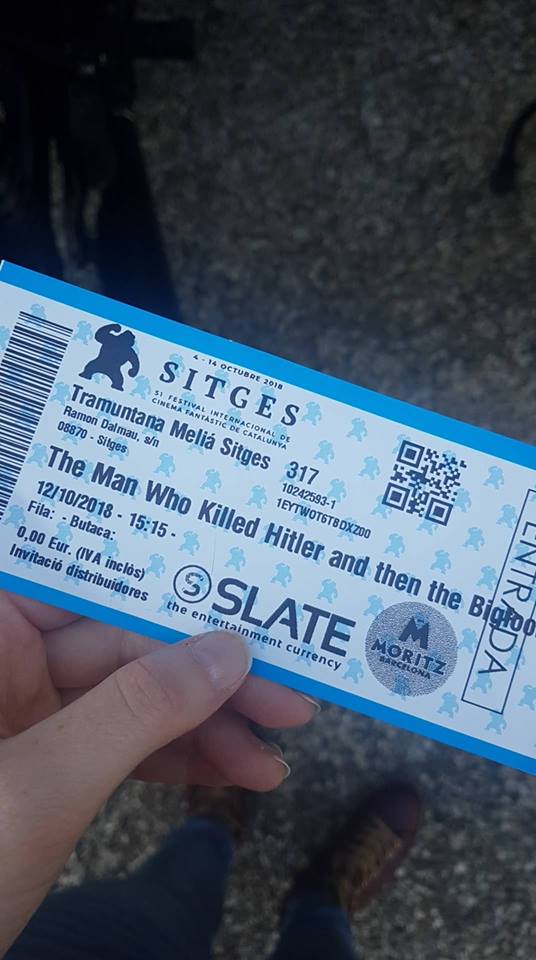 4 - 14 OCTUBRE 2018
SITGES
51 FESTIVAL INTERNACIONAL DE
CINEMA FANTÀSTIC DE CATALUNYA
Tramuntana Meliá Sitges
Ramon Dalmau, s/n
08970 - Sitges
317
10242593-1
1EYTWOT6TBDXZ00
The Man Who Killed Hitler and then the Bigfoo
12/10/2018 - 15:15 -
Fila: - Butaca:
0,00 Eur. (IVA inclòs)
Invitació distribuidores
S SLATE
the entertainment currency
M
MORITZ
BARCELONA
ENTRADA